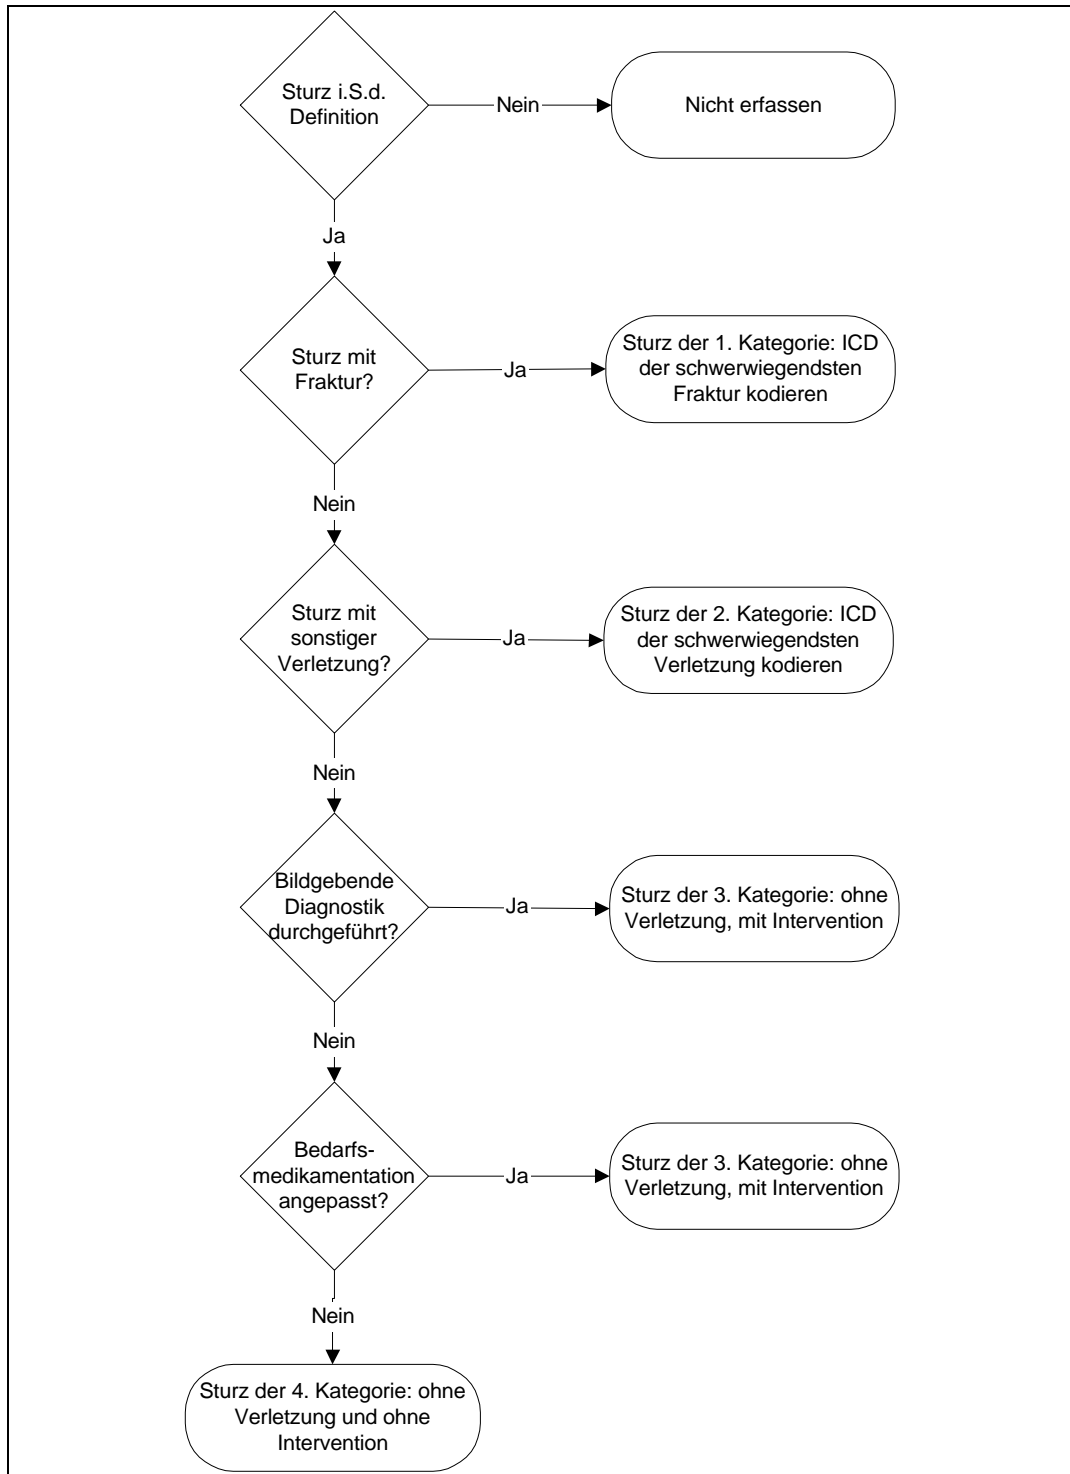 Sturz i.S.d.
Definition
Nein
Nicht erfassen
Ja
Sturz mit
Fraktur?
Ja
Sturz der 1. Kategorie: ICD
der schwerwiegendsten
Fraktur kodieren
Nein
Sturz mit
sonstiger
Verletzung?
Ja
Sturz der 2. Kategorie: ICD
der schwerwiegendsten
Verletzung kodieren
Nein
Bildgebende
Diagnostik
durchgeführt?
Ja
Sturz der 3. Kategorie: ohne
Verletzung, mit Intervention
Nein
Bedarfs-
medikamentation
angepasst?
Ja
Sturz der 3. Kategorie: ohne
Verletzung, mit Intervention
Nein
Sturz der 4. Kategorie: ohne
Verletzung und ohne
Intervention